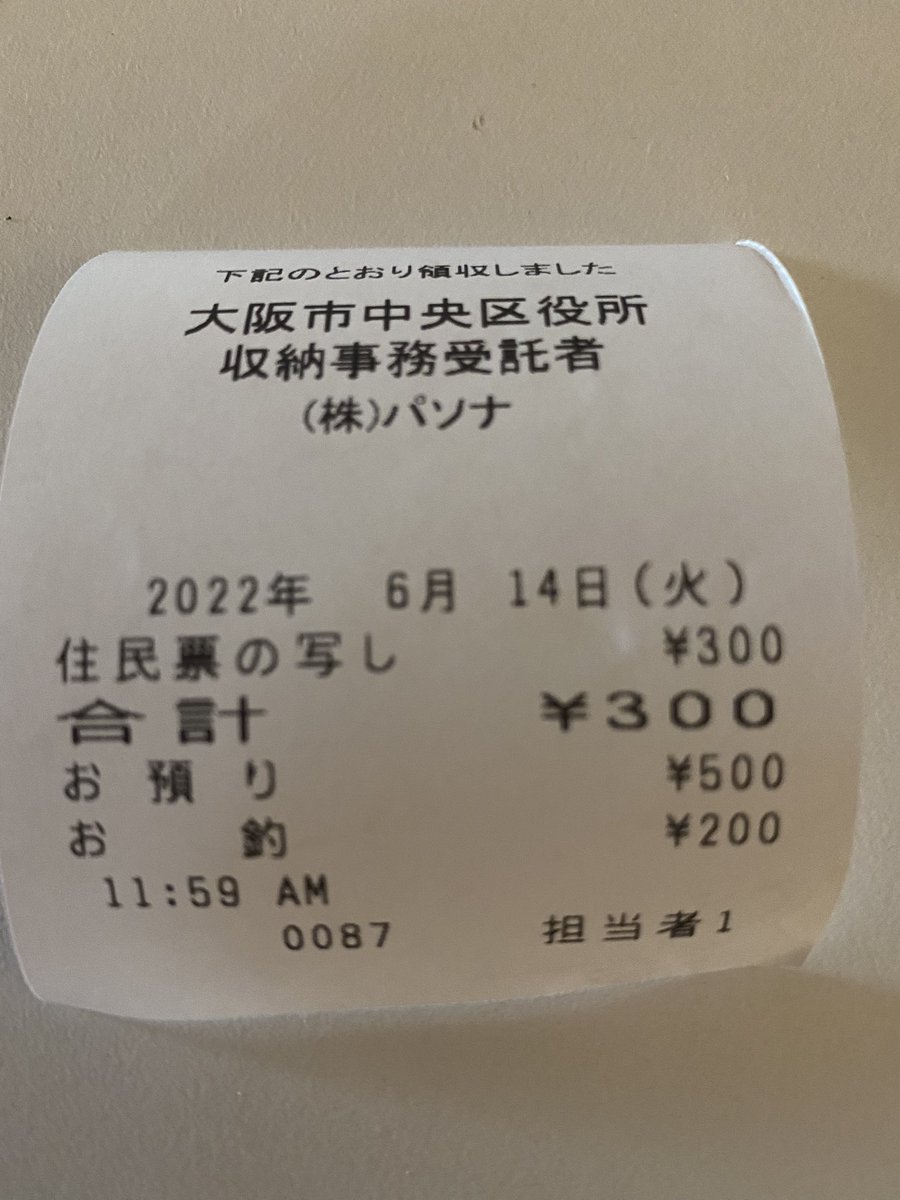 下記のとおり領収しました
大阪市中央区役所
収納事務受託者
(株)パソナ
2022年 6月 14日(火)
住民票の写し ¥300
合計 ¥300
お預り ¥500
お釣 ¥200
11:59 AM
0087 担当者1